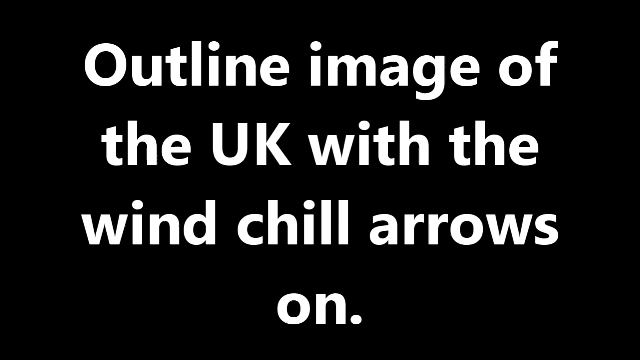 Outline image of
the UK with the
wind chill arrows
on.